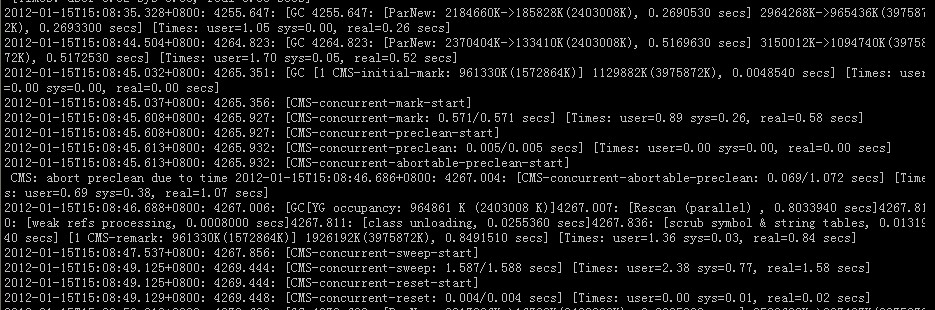 2012-01-15T15:08:35.328+0800: 4255.647: [GC 4255.647: [ParNew: 2184660K->185828K(2403008K), 0.2690530 secs] 2964268K->965436K(397587
2K), 0.2693300 secs] [Times: user=1.05 sys=0.00, real=0.26 secs]
2012-01-15T15:08:44.504+0800: 4264.823: [GC 4264.823: [ParNew: 2370404K->133410K(2403008K), 0.5169630 secs] 3150012K->1094740K(39758
72K), 0.5172530 secs] [Times: user=1.70 sys=0.05, real=0.52 secs]
2012-01-15T15:08:45.032+0800: 4265.351: [GC [1 CMS-initial-mark: 961330K(1572864K)] 1129882K(3975872K), 0.0048540 secs] [Times: user
=0.00 sys=0.00, real=0.00 secs]
2012-01-15T15:08:45.037+0800: 4265.356: [CMS-concurrent-mark-start]
2012-01-15T15:08:45.608+0800: 4265.927: [CMS-concurrent-mark: 0.571/0.571 secs] [Times: user=0.89 sys=0.26, real=0.58 secs]
2012-01-15T15:08:45.608+0800: 4265.927: [CMS-concurrent-preclean-start]
2012-01-15T15:08:45.613+0800: 4265.932: [CMS-concurrent-preclean: 0.005/0.005 secs] [Times: user=0.00 sys=0.00, real=0.00 secs]
2012-01-15T15:08:45.613+0800: 4265.932: [CMS-concurrent-abortable-preclean-start]
CMS: abort preclean due to time 2012-01-15T15:08:46.686+0800: 4267.004: [CMS-concurrent-abortable-preclean: 0.069/1.072 secs] [Time
s: user=0.69 sys=0.38, real=1.07 secs]
2012-01-15T15:08:46.688+0800: 4267.006: [GC[YG occupancy: 964861 K (2403008 K)]4267.007: [Rescan (parallel) , 0.8033940 secs]4267.81
0: [weak refs processing, 0.0008000 secs]4267.811: [class unloading, 0.0255360 secs]4267.836: [scrub symbol & string tables, 0.01319
40 secs] [1 CMS-remark: 961330K(1572864K)] 1926192K(3975872K), 0.8491510 secs] [Times: user=1.36 sys=0.03, real=0.84 secs]
2012-01-15T15:08:47.537+0800: 4267.856: [CMS-concurrent-sweep-start]
2012-01-15T15:08:49.125+0800: 4269.444: [CMS-concurrent-sweep: 1.587/1.588 secs] [Times: user=2.38 sys=0.77, real=1.58 secs]
2012-01-15T15:08:49.125+0800: 4269.444: [CMS-concurrent-reset-start]
2012-01-15T15:08:49.129+0800: 4269.448: [CMS-concurrent-reset: 0.004/0.004 secs] [Times: user=0.00 sys=0.01, real=0.02 secs]